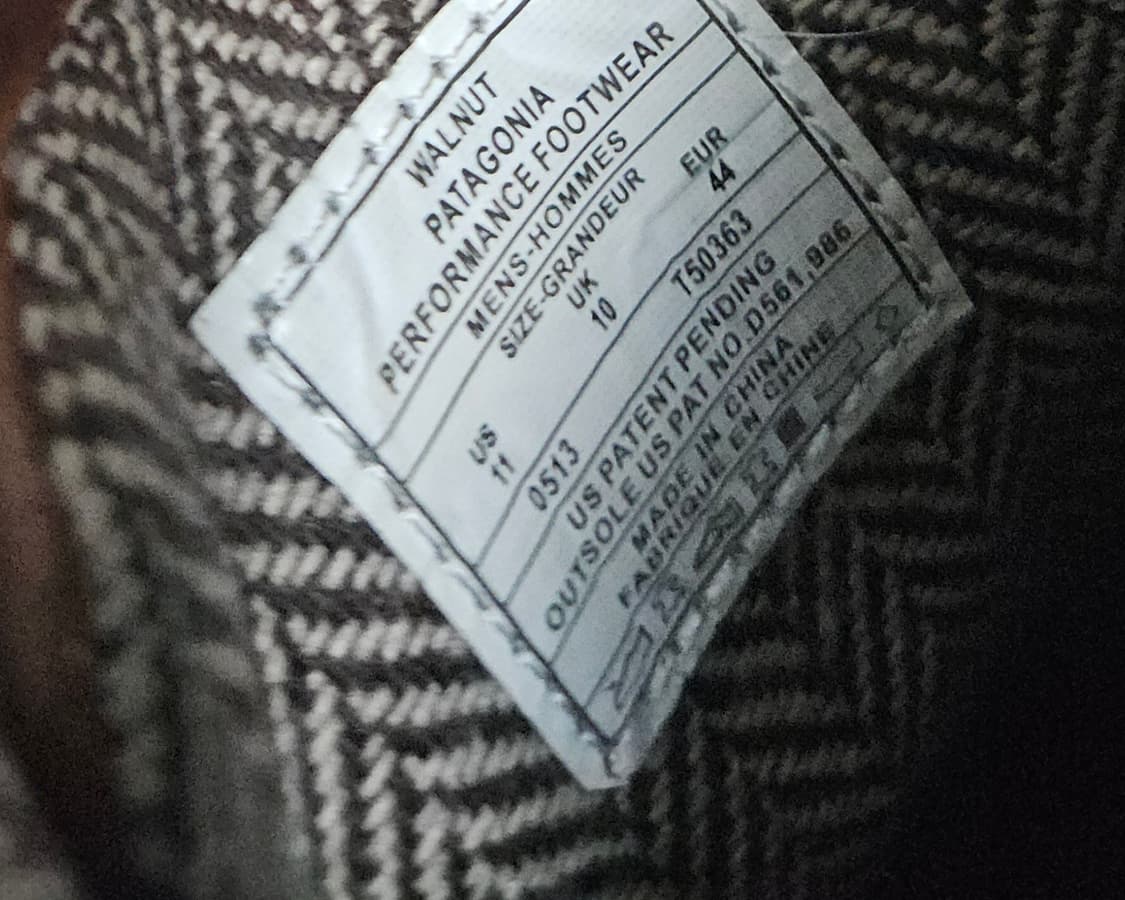 WALNUT
PATAGONIA
PERFORMANCE FOOTWEAR
MENS-HOMMES
SIZE-GRANDEUR
US UK EUR
11 10 44
0513 T50363
US PATENT PENDING
OUTSOLE US PAT NO.D561,986
MADE IN CHINA
FABRIQUE EN CHINE